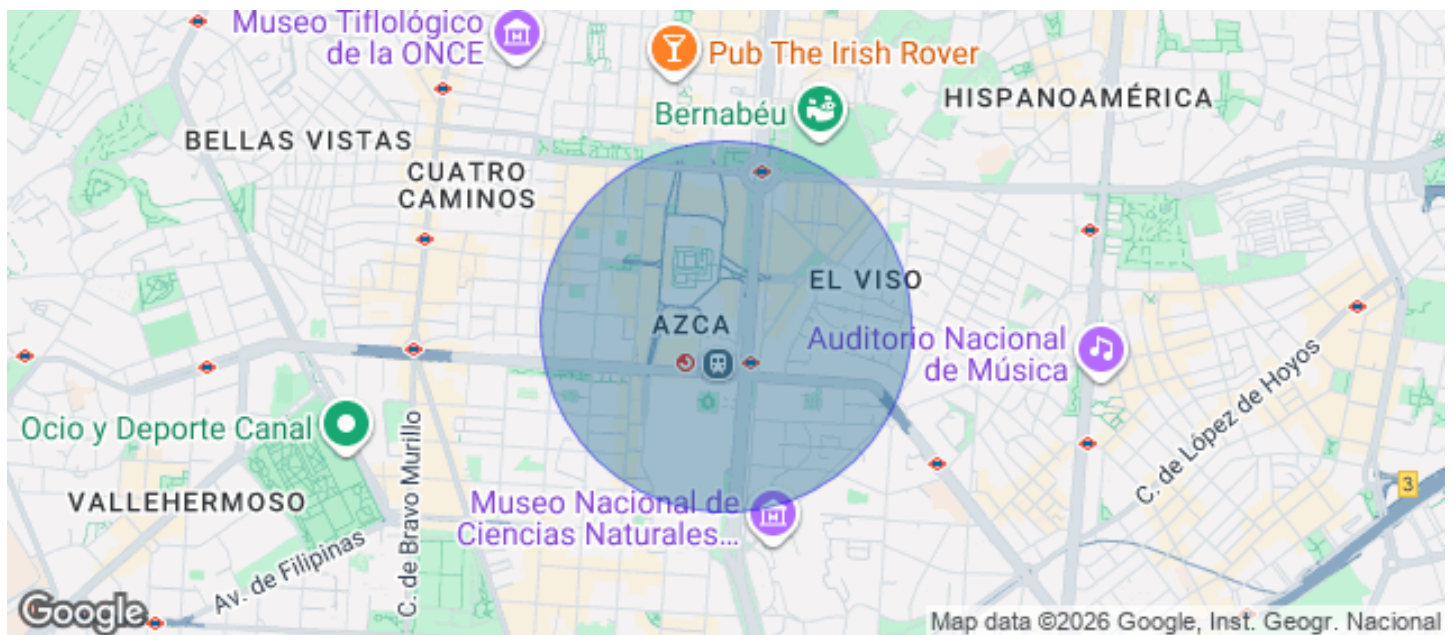 Museo Tiflológico
de la ONCE
Pub The Irish Rover
Bernabéu
HISPANOAMÉRICA
BELLAS VISTAS
CUATRO
CAMINOS
EL VISO
AZCA
Auditorio Nacional
de Música
Ocio y Deporte Canal
C. de Bravo Murillo
C. de López de Hoyos
VALLEHERMOSO
Museo Nacional de
Ciencias Naturales...
3
Av. de Filipinas
Google
Map data ©2026 Google, Inst. Geogr. Nacional